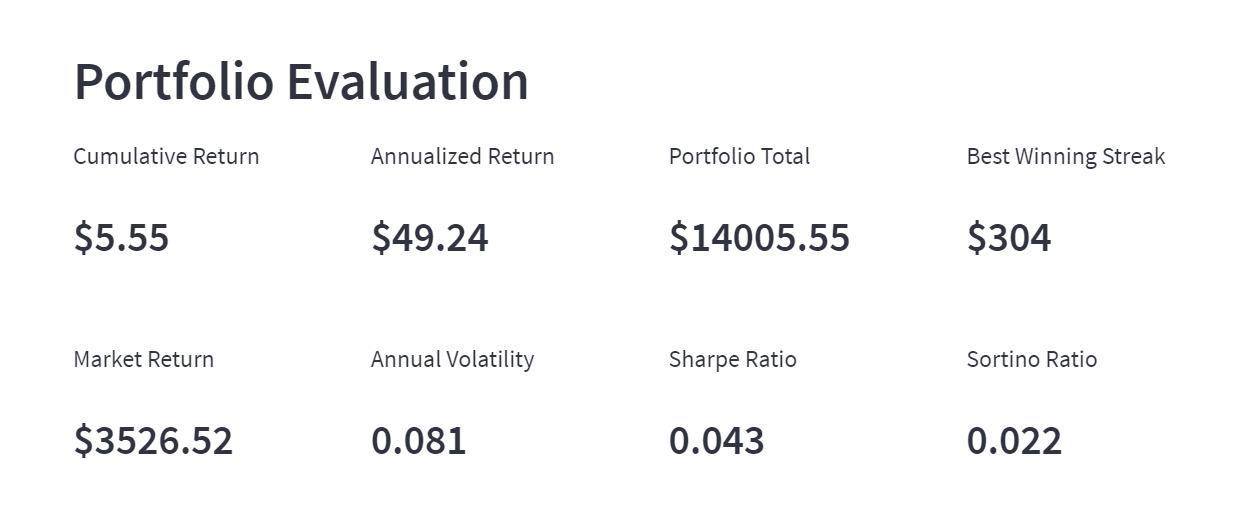 Portfolio Evaluation
Cumulative Return Annualized Return Portfolio Total Best Winning Streak
$5.55 $49.24 $14005.55 $304
Market Return Annual Volatility Sharpe Ratio Sortino Ratio
$3526.52 0.081 0.043 0.022